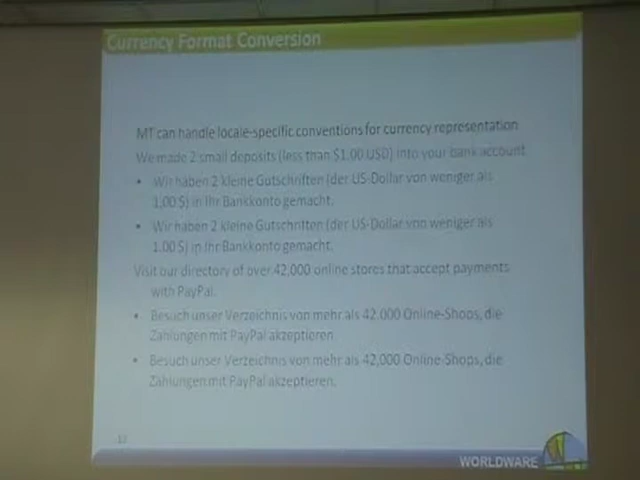 Currency Format Conversion
MT can handle locale-specific conventions for currency representation
We made 2 small deposits (less than $1.00 USD) into your bank account.
• Wir haben 2 kleine Gutschriften (der US-Dollar von weniger als
1,00 $) in Ihr Bankkonto gemacht.
• Wir haben 2 kleine Gutschriften (der US-Dollar von weniger als
1.00 $) in Ihr Bankkonto gemacht.
Visit our directory of over 42,000 online stores that accept payments
with PayPal.
• Besuch unser Verzeichnis von mehr als 42.000 Online-Shops, die
Zahlungen mit PayPal akzeptieren.
• Besuch unser Verzeichnis von mehr als 42,000 Online-Shops, die
Zahlungen mit PayPal akzeptieren.
WORLDWARE